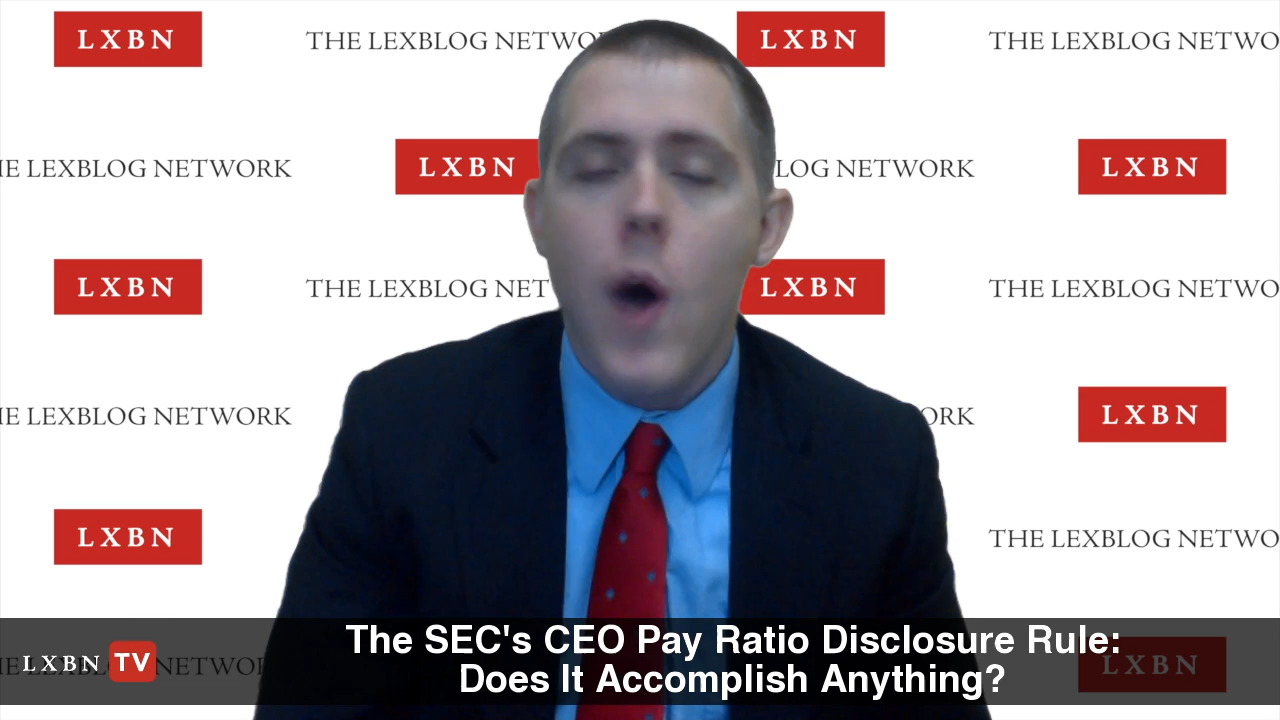 LXBN THE LEXBLOG NETWO LXBN THE LEXBLOG NETWO
E LEXBLOG NETWORK LXBN LOG NETWORK LXBN
LXBN THE LEXBLOG NET LXBN THE LEXBLOG NETWO
E LEXBLOG NETWORK ORK LXBN
LXBN THE LEXBLOG NETWO
The SEC's CEO Pay Ratio Disclosure Rule:
Does It Accomplish Anything?
LXBN TV
E LEXBL NETWO LXBN